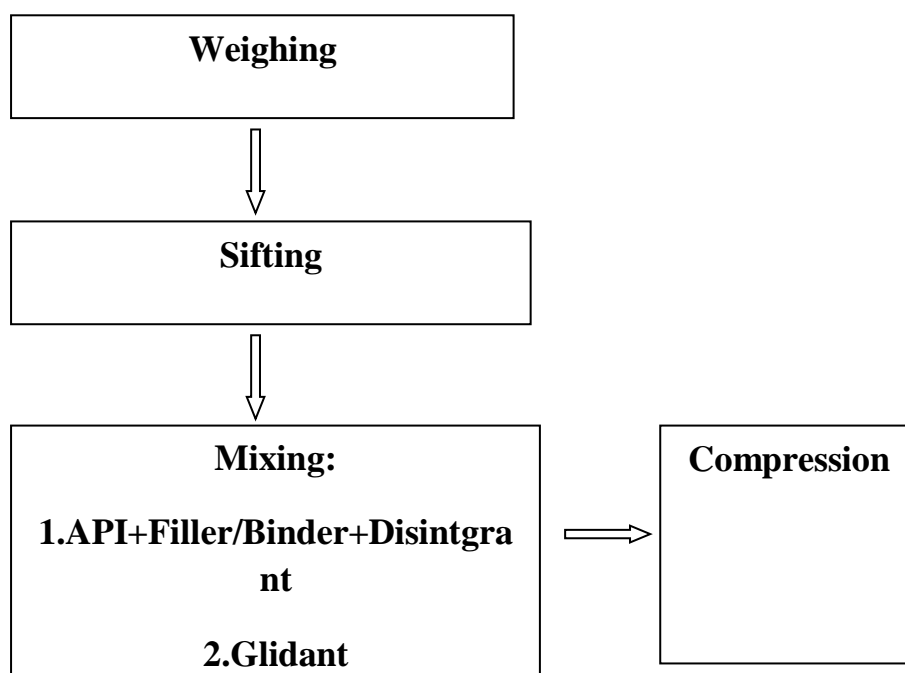 Weighing
Sifting
Mixing:
1.API+Filler/Binder+Disintgra
nt
2.Glidant
Compression